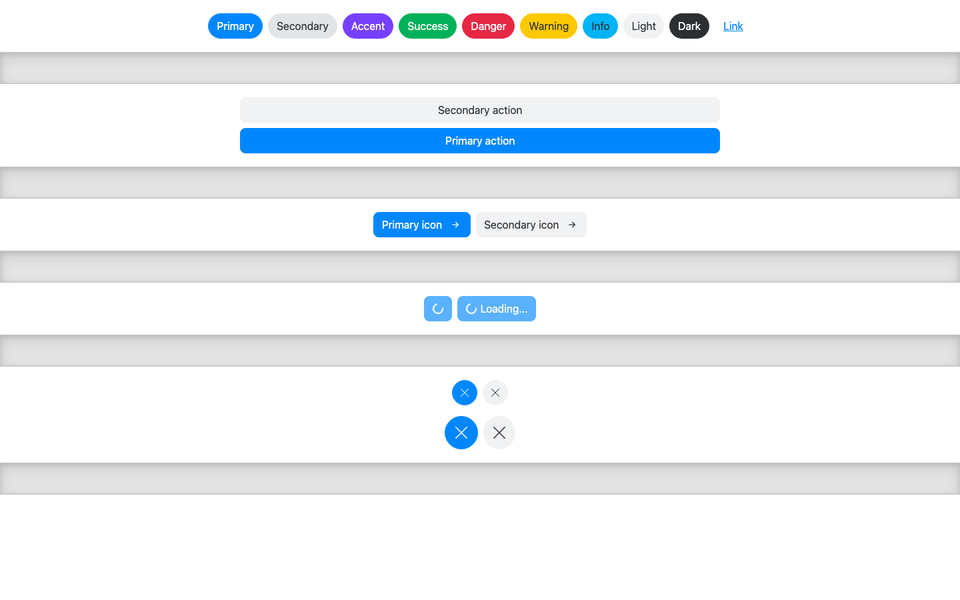 Primary Secondary Accent Success Danger Warning Info Light Dark Link
Secondary action
Primary action
Primary icon Secondary icon
Loading...